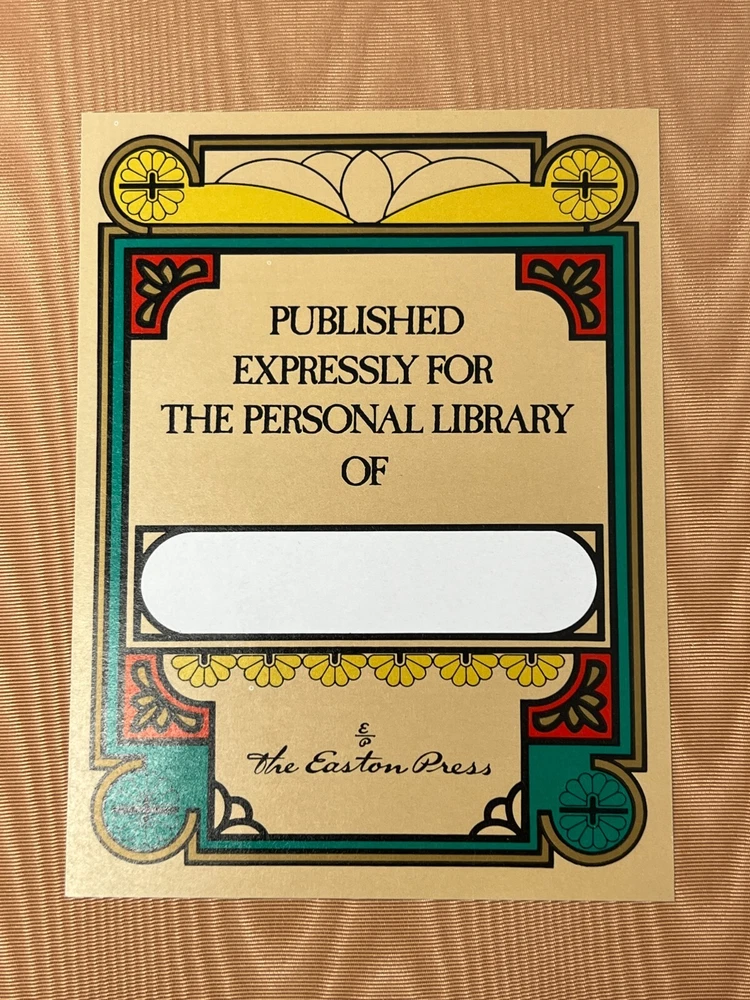 PUBLISHED
EXPRESSLY FOR
THE PERSONAL LIBRARY
OF
E/P
The Easton Press